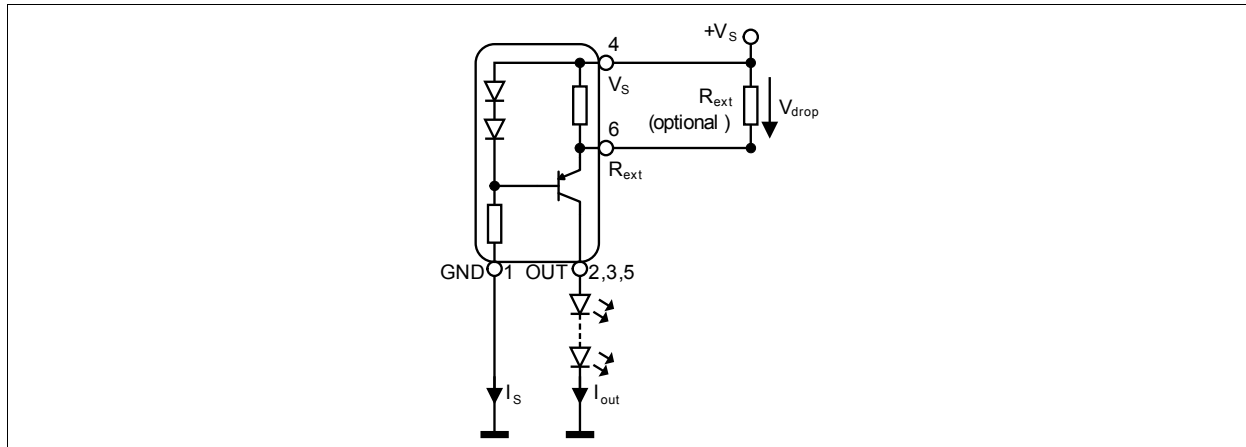 +VS
4
VS
Rext
(optional )
Vdrop
6
Rext
GND 1 OUT 2,3,5
IS
Iout